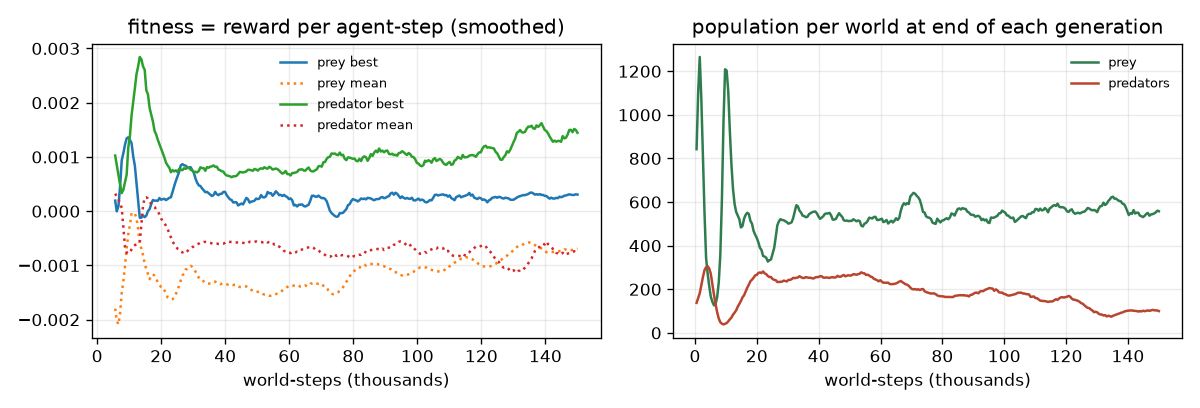 fitness = reward per agent-step (smoothed)
0.003
0.002
0.001
0.000
−0.001
−0.002
prey best
prey mean
predator best
predator mean
0 20 40 60 80 100 120 140
world-steps (thousands)
population per world at end of each generation
1200
1000
800
600
400
200
0
prey
predators
0 20 40 60 80 100 120 140
world-steps (thousands)